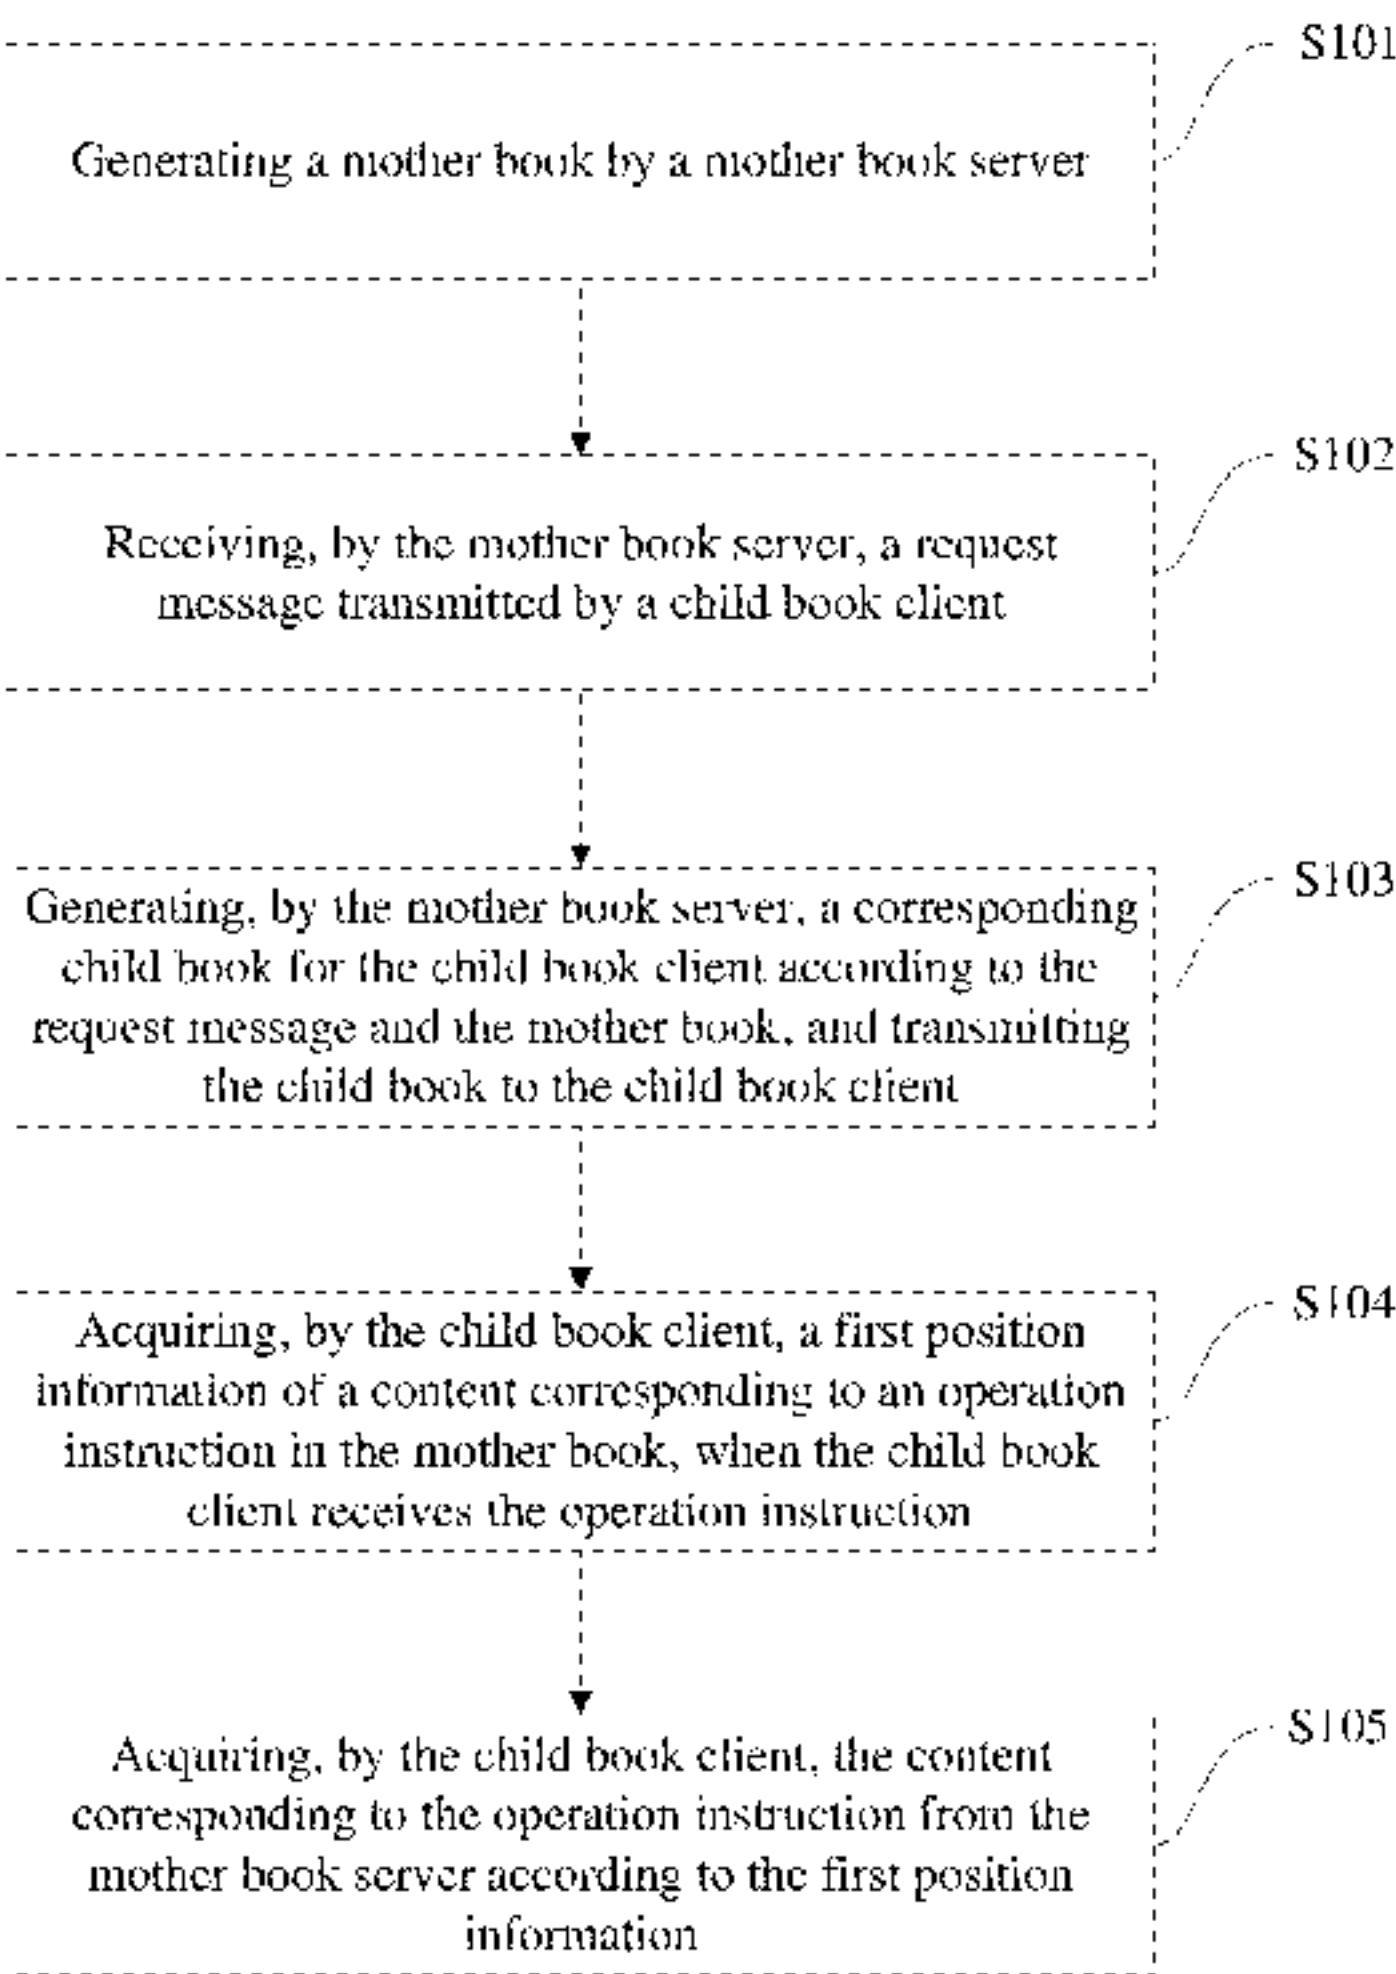 S101
Generating a mother book by a mother book server
S102
Receiving, by the mother book server, a request
message transmitted by a child book client
S103
Generating, by the mother book server, a corresponding
child book for the child book client according to the
request message and the mother book, and transmitting
the child book to the child book client
S104
Acquiring, by the child book client, a first position
information of a content corresponding to an operation
instruction in the mother book, when the child book
client receives the operation instruction
S105
Acquiring, by the child book client, the content
corresponding to the operation instruction from the
mother book server according to the first position
information